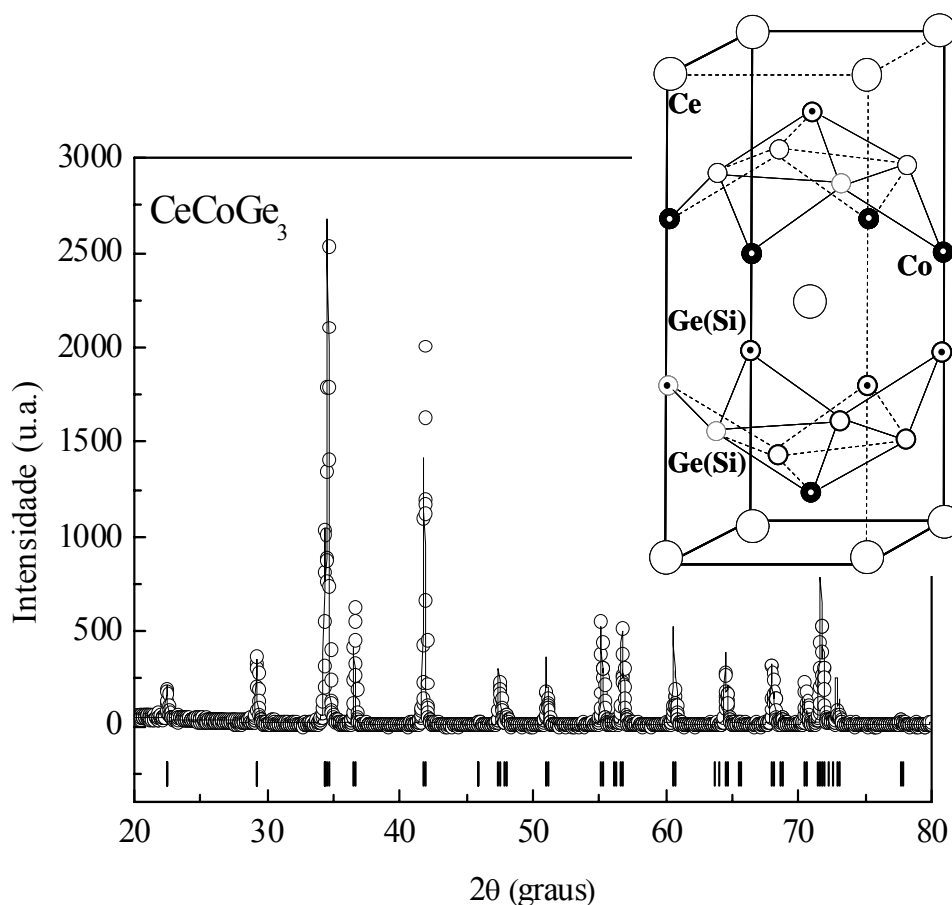 CeCoGe₃
Ce
Co
Ge(Si)
Ge(Si)
Intensidade (u.a.)
3000
2500
2000
1500
1000
500
0
20 30 40 50 60 70 80
2θ (graus)